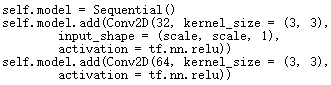 self.model = Sequential()
self.model.add(Conv2D(32, kernel_size = (3, 3),
        input_shape = (scale, scale, 1),
        activation = tf.nn.relu))
self.model.add(Conv2D(64, kernel_size = (3, 3),
        activation = tf.nn.relu))